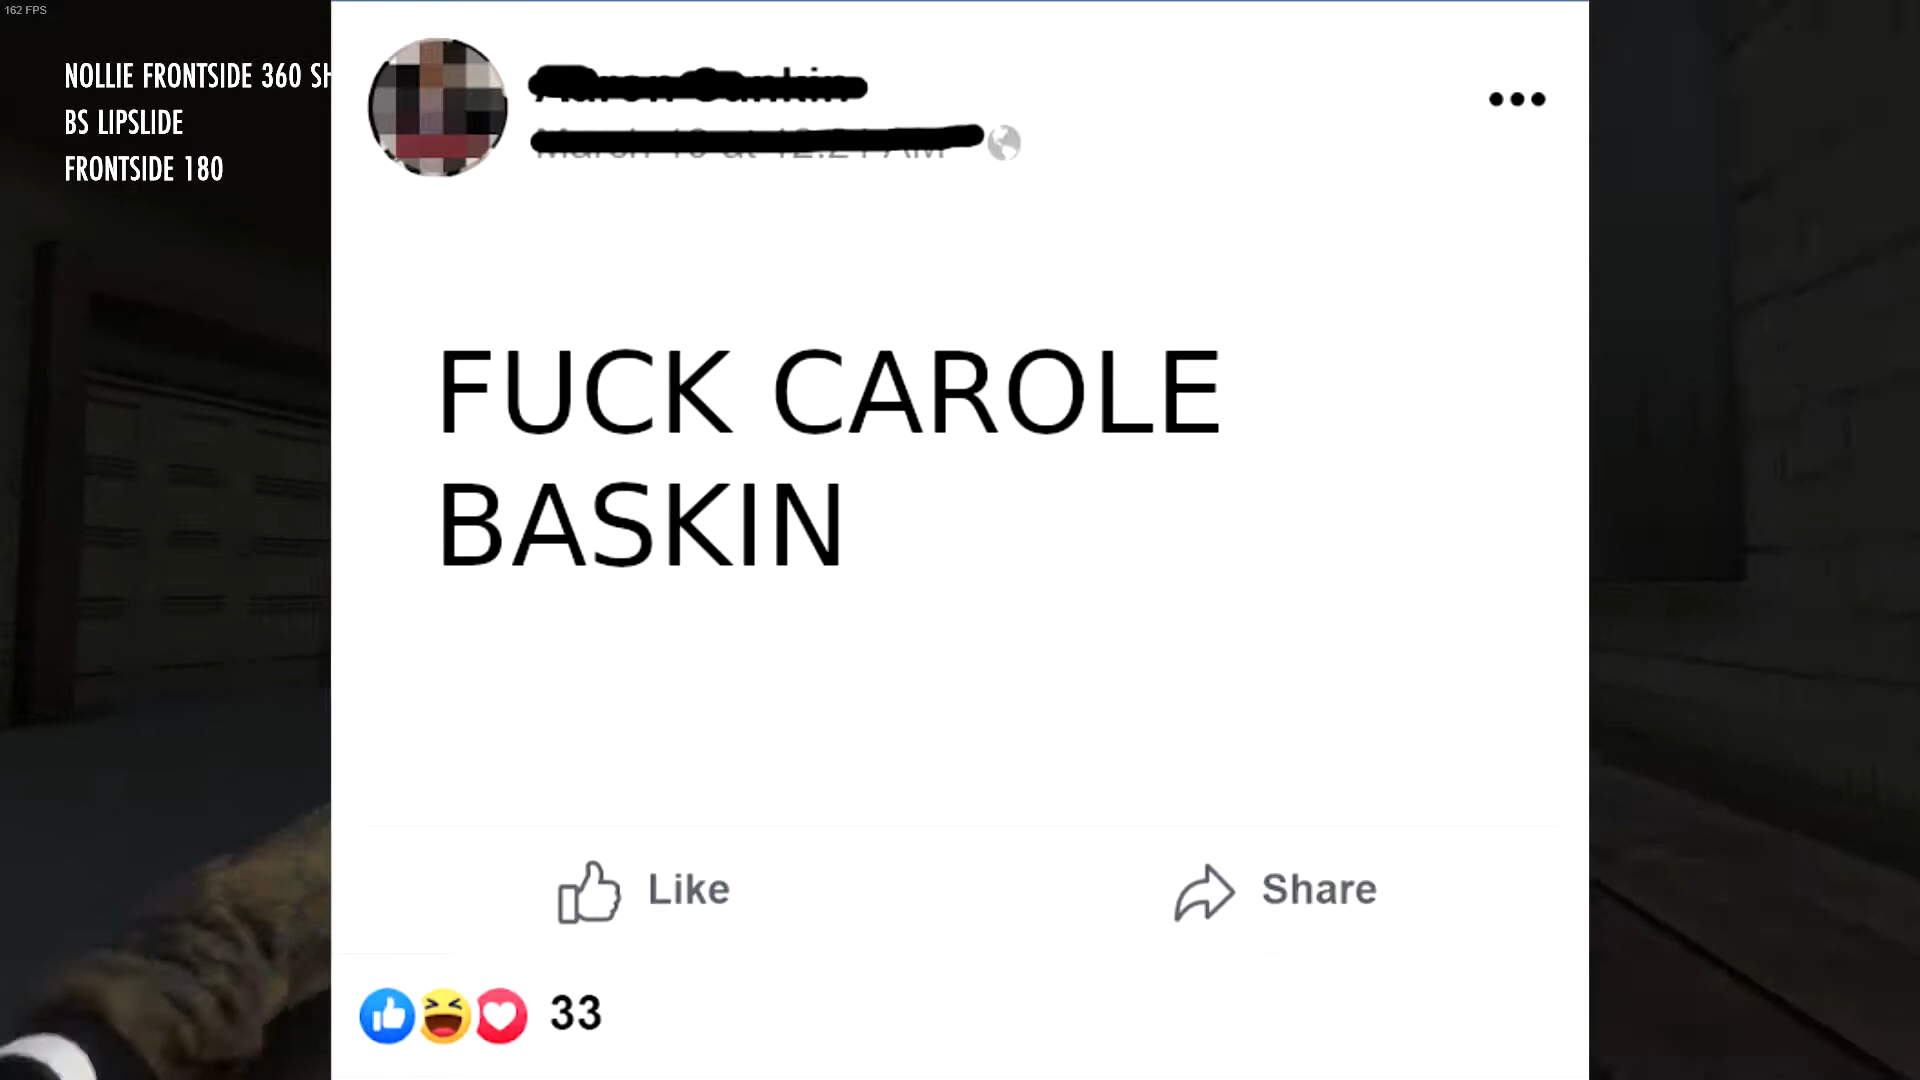 162 FPS
NOLLIE FRONTSIDE 360 SH
BS LIPSLIDE
FRONTSIDE 180
FUCK CAROLE
BASKIN
Like
Share
33